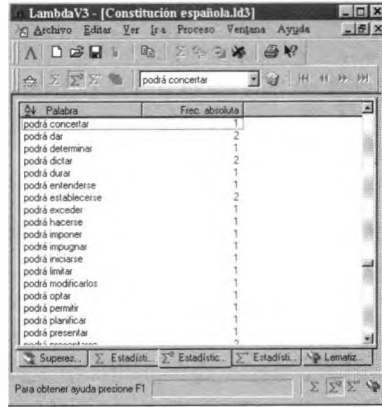 LambdaV3 - [Constitución española.ld3]
Archivo Editar Ver Ir a Proceso Ventana Ayuda
podrá concertar
Palabra Frec. absoluta
podrá concertar 1
podrá dar 2
podrá determinar 1
podrá dictar 2
podrá durar 1
podrá entenderse 1
podrá establecerse 2
podrá exceder 1
podrá hacerse 1
podrá imponer 1
podrá impugnar 1
podrá iniciarse 1
podrá limitar 1
podrá modificarlos 1
podrá optar 1
podrá permitir 1
podrá planificar 1
podrá presentar 1
Superes... Estadísti... Estadístic... Estadísti... Lematiz...
Para obtener ayuda presione F1